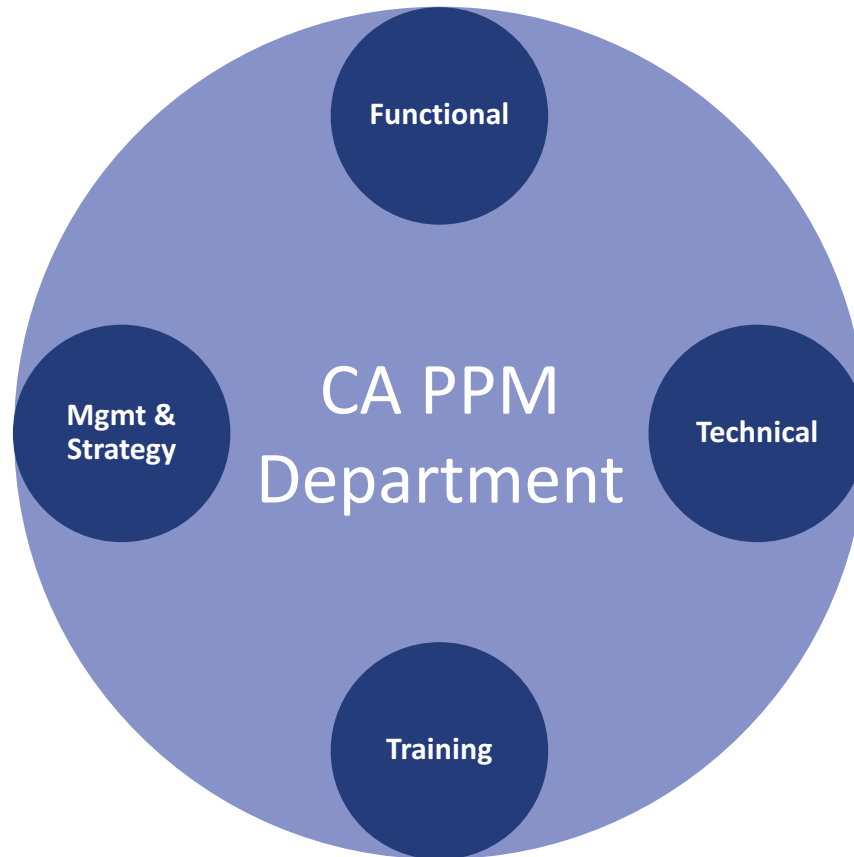 Functional
Mgmt &
Strategy
CA PPM
Department
Technical
Training